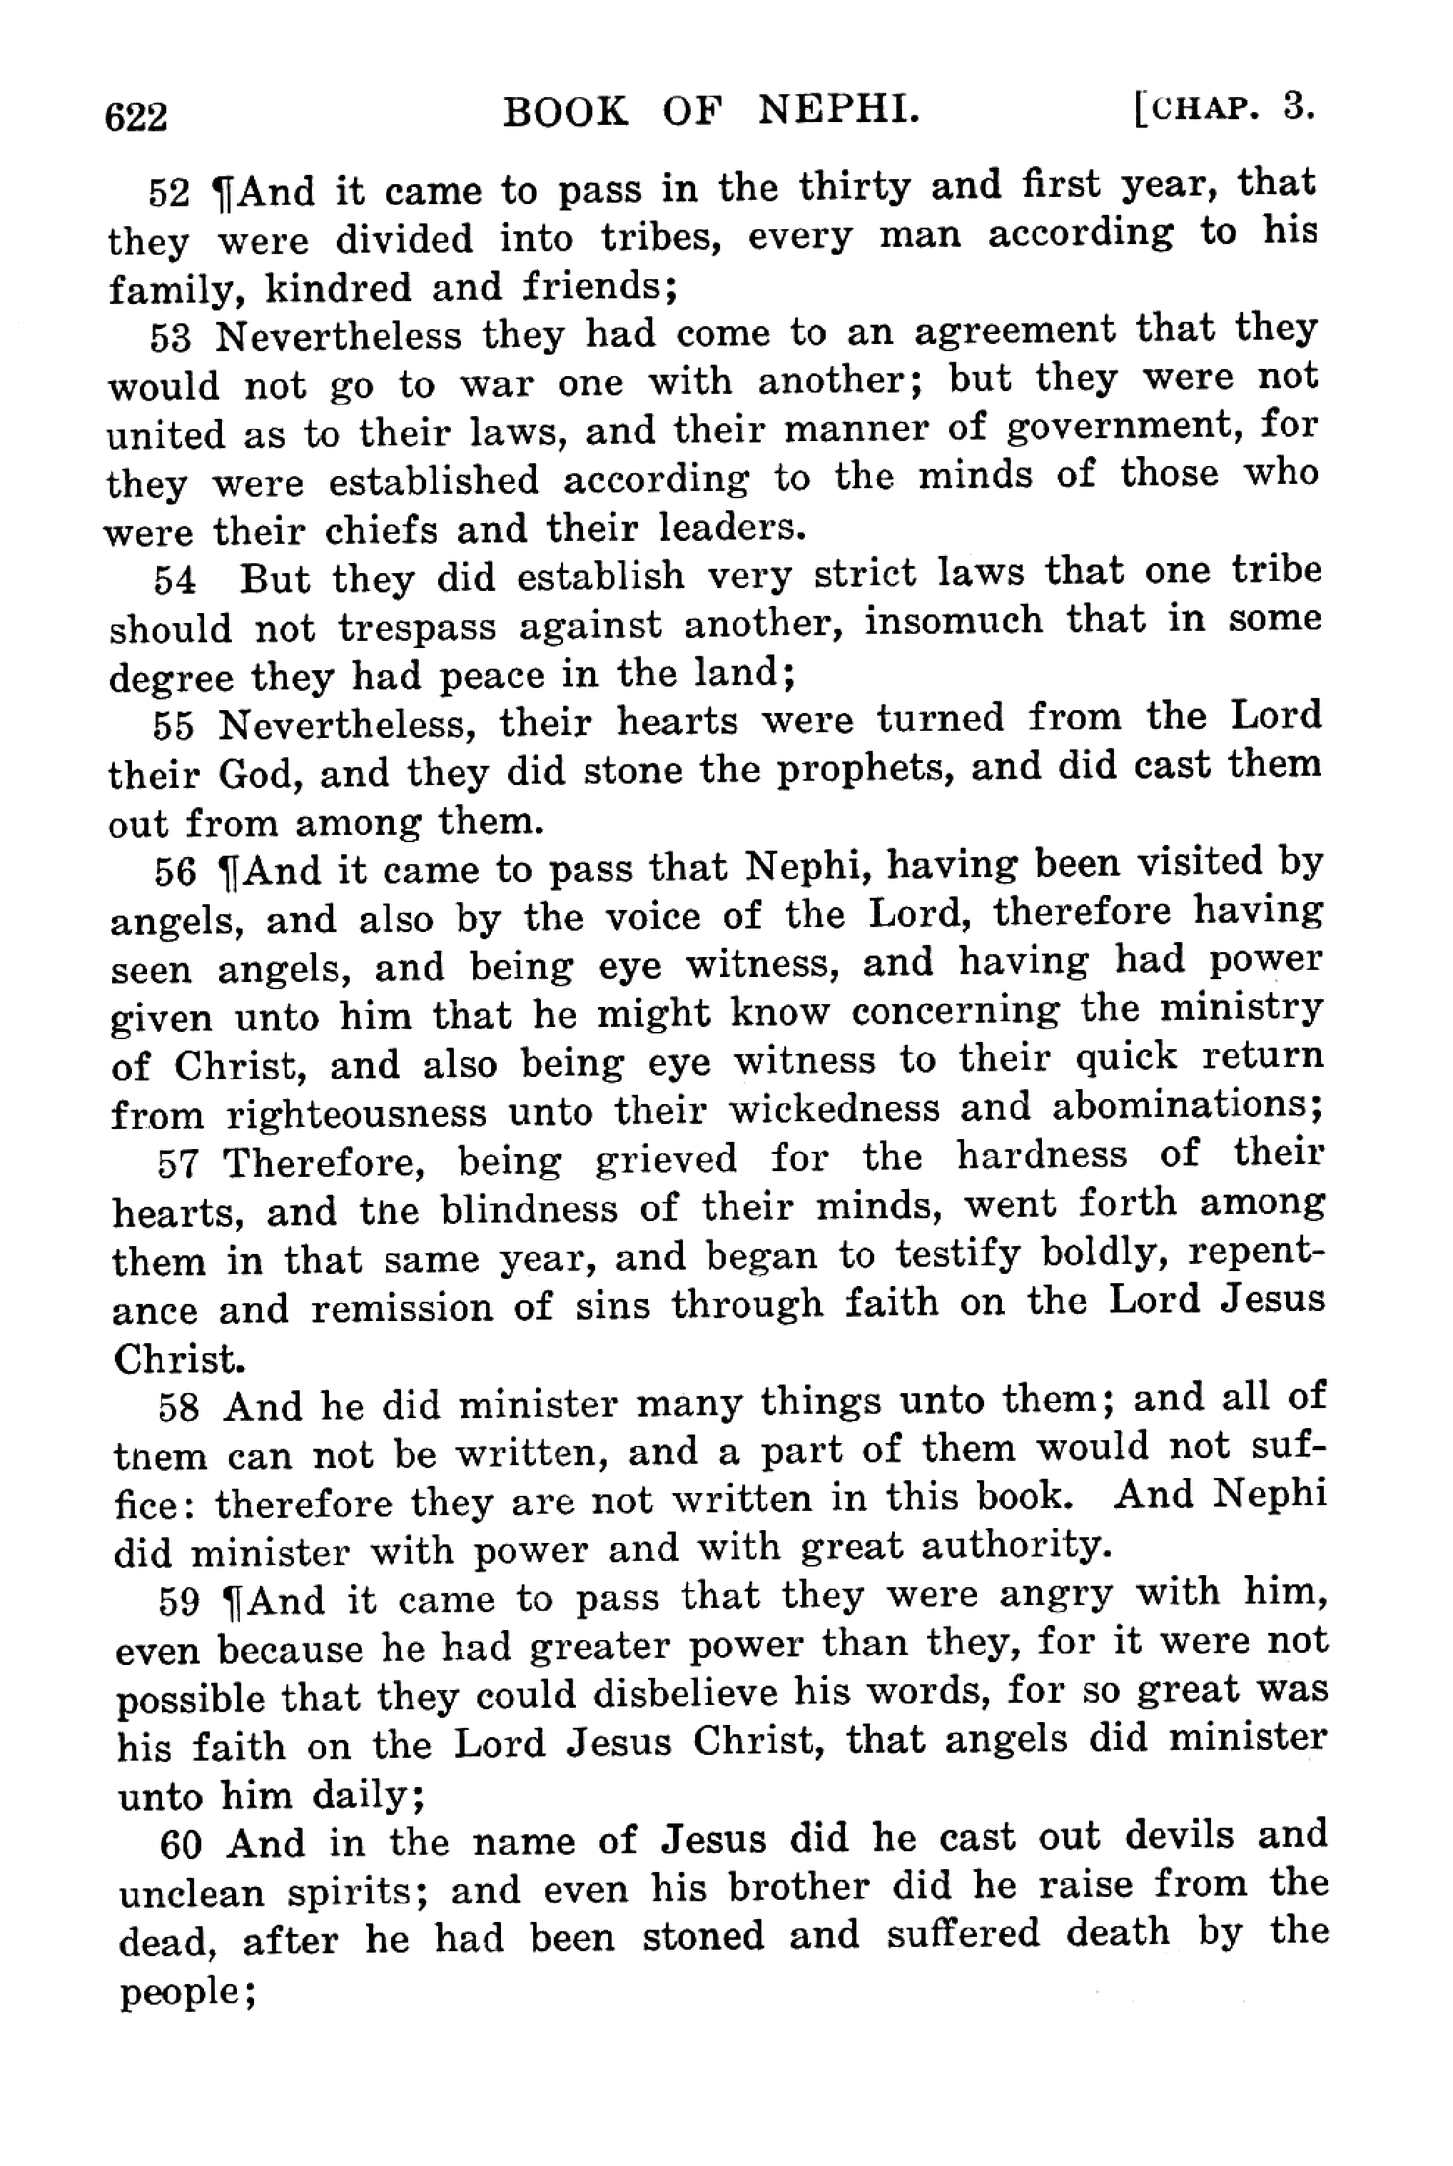 622 BOOK OF NEPHI. [CHAP. 3.
52 ¶And it came to pass in the thirty and first year, that
they were divided into tribes, every man according to his
family, kindred and friends;
53 Nevertheless they had come to an agreement that they
would not go to war one with another; but they were not
united as to their laws, and their manner of government, for
they were established according to the minds of those who
were their chiefs and their leaders.
54 But they did establish very strict laws that one tribe
should not trespass against another, insomuch that in some
degree they had peace in the land;
55 Nevertheless, their hearts were turned from the Lord
their God, and they did stone the prophets, and did cast them
out from among them.
56 ¶And it came to pass that Nephi, having been visited by
angels, and also by the voice of the Lord, therefore having
seen angels, and being eye witness, and having had power
given unto him that he might know concerning the ministry
of Christ, and also being eye witness to their quick return
from righteousness unto their wickedness and abominations;
57 Therefore, being grieved for the hardness of their
hearts, and the blindness of their minds, went forth among
them in that same year, and began to testify boldly, repent-
ance and remission of sins through faith on the Lord Jesus
Christ.
58 And he did minister many things unto them; and all of
them can not be written, and a part of them would not suf-
fice: therefore they are not written in this book. And Nephi
did minister with power and with great authority.
59 ¶And it came to pass that they were angry with him,
even because he had greater power than they, for it were not
possible that they could disbelieve his words, for so great was
his faith on the Lord Jesus Christ, that angels did minister
unto him daily;
60 And in the name of Jesus did he cast out devils and
unclean spirits; and even his brother did he raise from the
dead, after he had been stoned and suffered death by the
people;